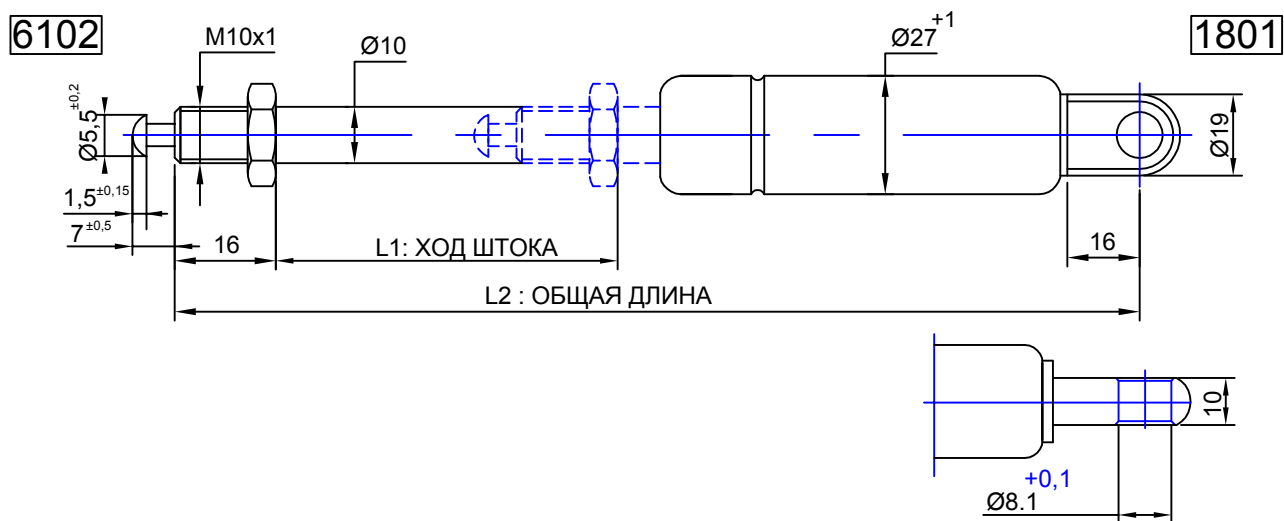 6102
M10x1
Ø10
Ø27 +1
1801
Ø5,5 ±0,2
Ø19
1,5 ±0,15
7 ±0,5
16
L1: ХОД ШТОКА
16
L2 : ОБЩАЯ ДЛИНА
10
+0,1
Ø8.1